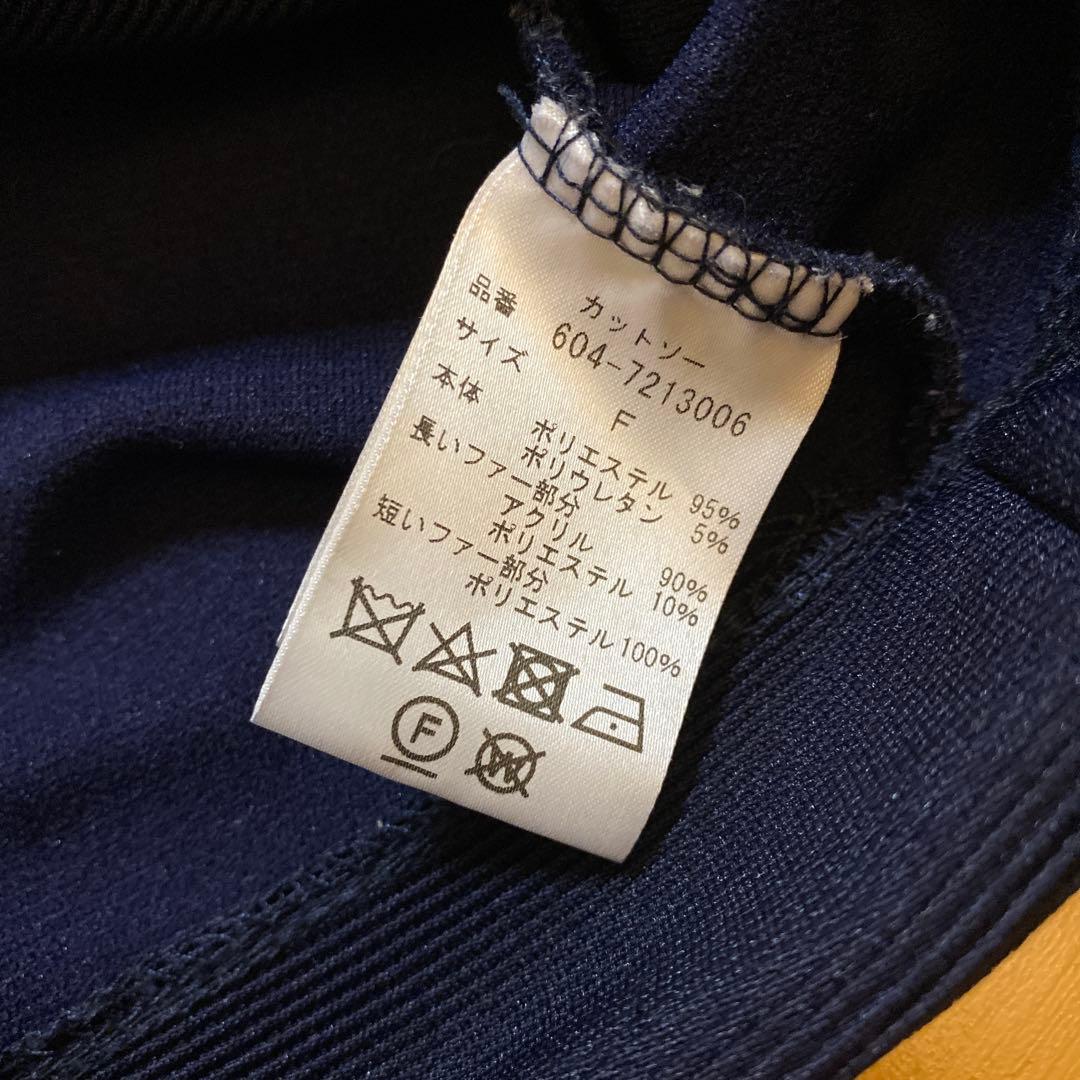 カットソー
品番 604-7213006
サイズ F
本体
ポリエステル 95%
ポリウレタン 5%
長いファー部分
アクリル 90%
ポリエステル 10%
短いファー部分
ポリエステル100%
F
W